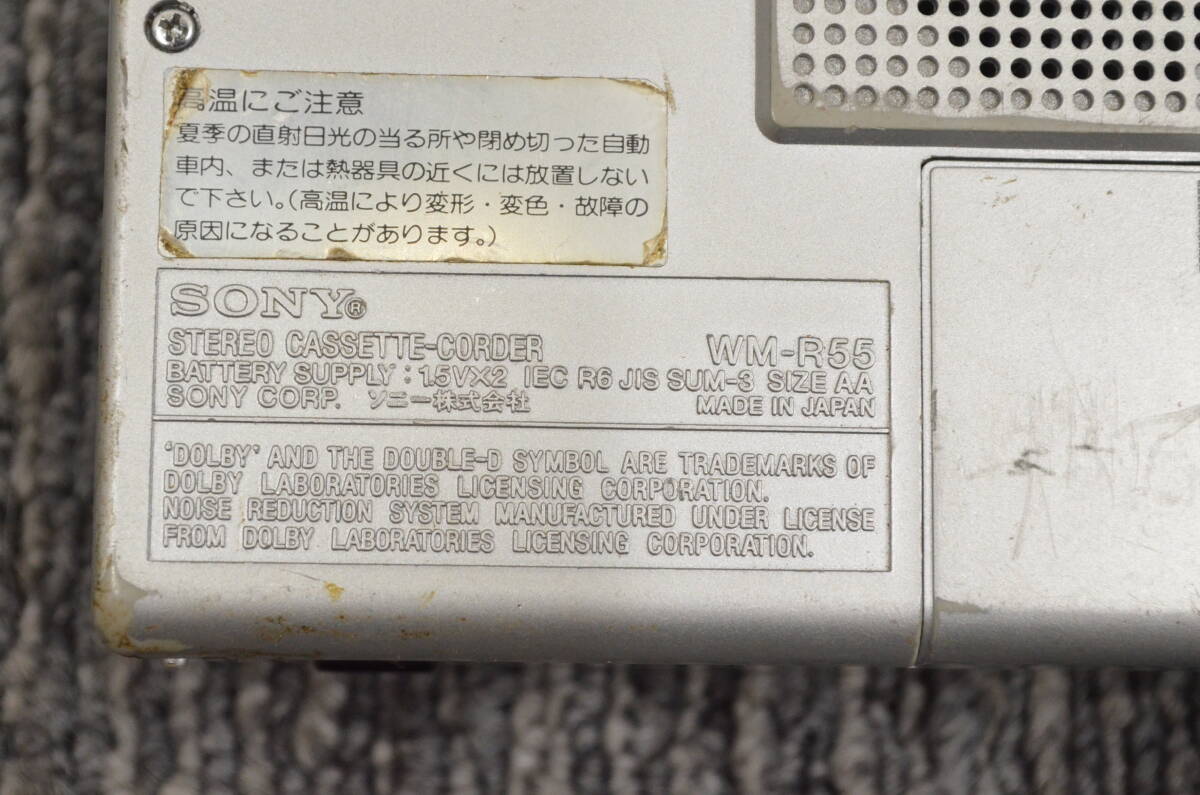 高温にご注意
夏季の直射日光の当る所や閉め切った自動
車内、または熱器具の近くには放置しない
で下さい。(高温により変形・変色・故障の
原因になることがあります。)
SONY®
STEREO CASSETTE-CORDER WM-R55
BATTERY SUPPLY : 1.5V×2 IEC R6 JIS SUM-3 SIZE AA
SONY CORP. ソニー株式会社 MADE IN JAPAN
"DOLBY" AND THE DOUBLE-D SYMBOL ARE TRADEMARKS OF
DOLBY LABORATORIES LICENSING CORPORATION.
NOISE REDUCTION SYSTEM MANUFACTURED UNDER LICENSE
FROM DOLBY LABORATORIES LICENSING CORPORATION.